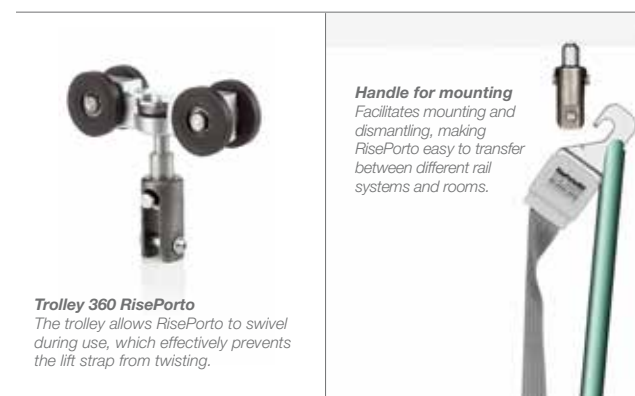 Trolley 360 RisePorto
The trolley allows RisePorto to swivel
during use, which effectively prevents
the lift strap from twisting.
Handle for mounting
Facilitates mounting and
dismantling, making
RisePorto easy to transfer
between different rail
systems and rooms.